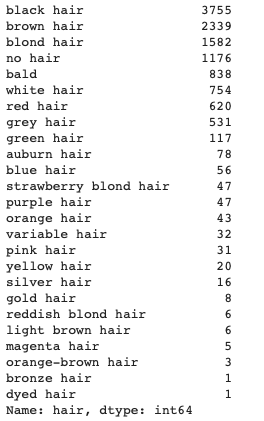 black hair 3755
brown hair 2339
blond hair 1582
no hair 1176
bald 838
white hair 754
red hair 620
grey hair 531
green hair 117
auburn hair 78
blue hair 56
strawberry blond hair 47
purple hair 47
orange hair 43
variable hair 32
pink hair 31
yellow hair 20
silver hair 16
gold hair 8
reddish blond hair 6
light brown hair 6
magenta hair 5
orange-brown hair 3
bronze hair 1
dyed hair 1
Name: hair, dtype: int64